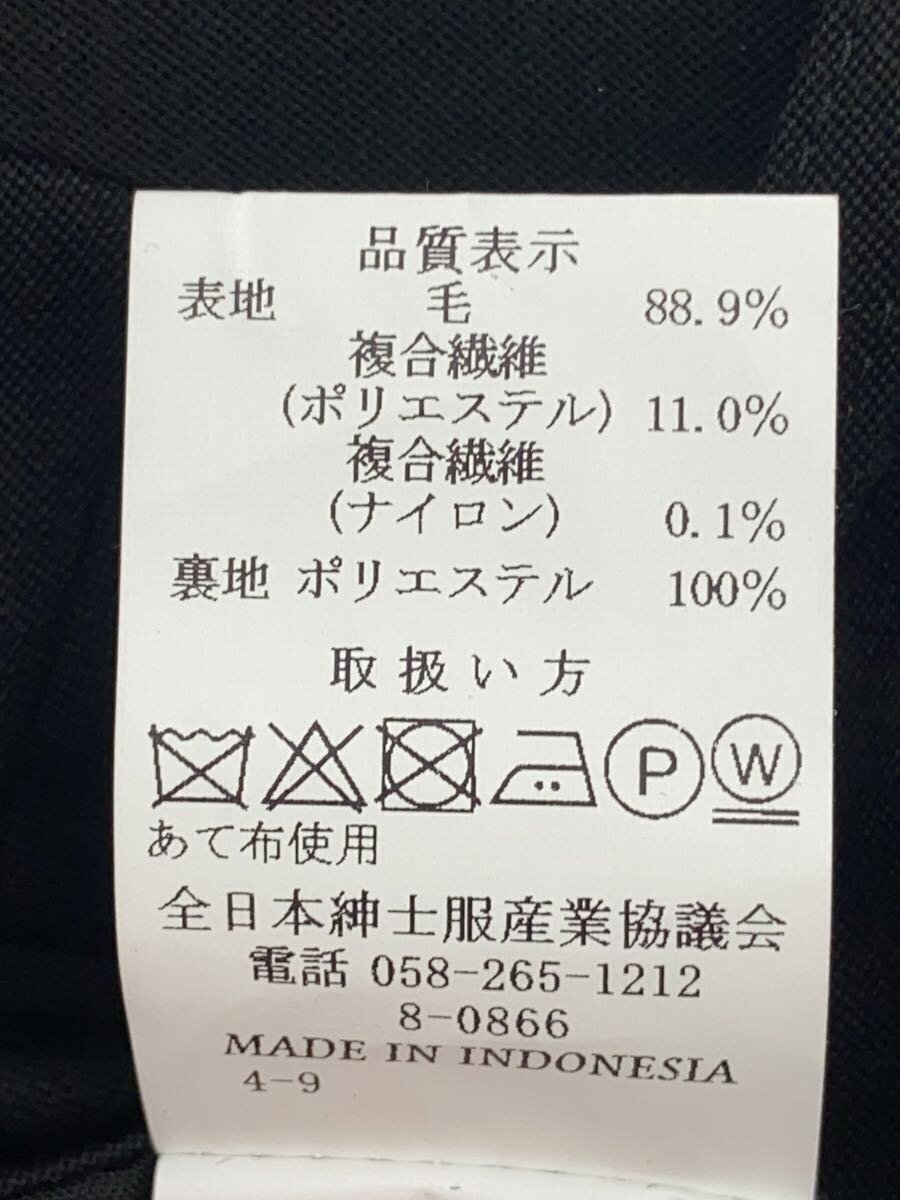 品質表示
表地 毛 88.9%
複合繊維
(ポリエステル) 11.0%
複合繊維
(ナイロン) 0.1%
裏地 ポリエステル 100%
取扱い方
P W
あて布使用
全日本紳士服産業協議会
電話 058-265-1212
8-0866
MADE IN INDONESIA
4-9